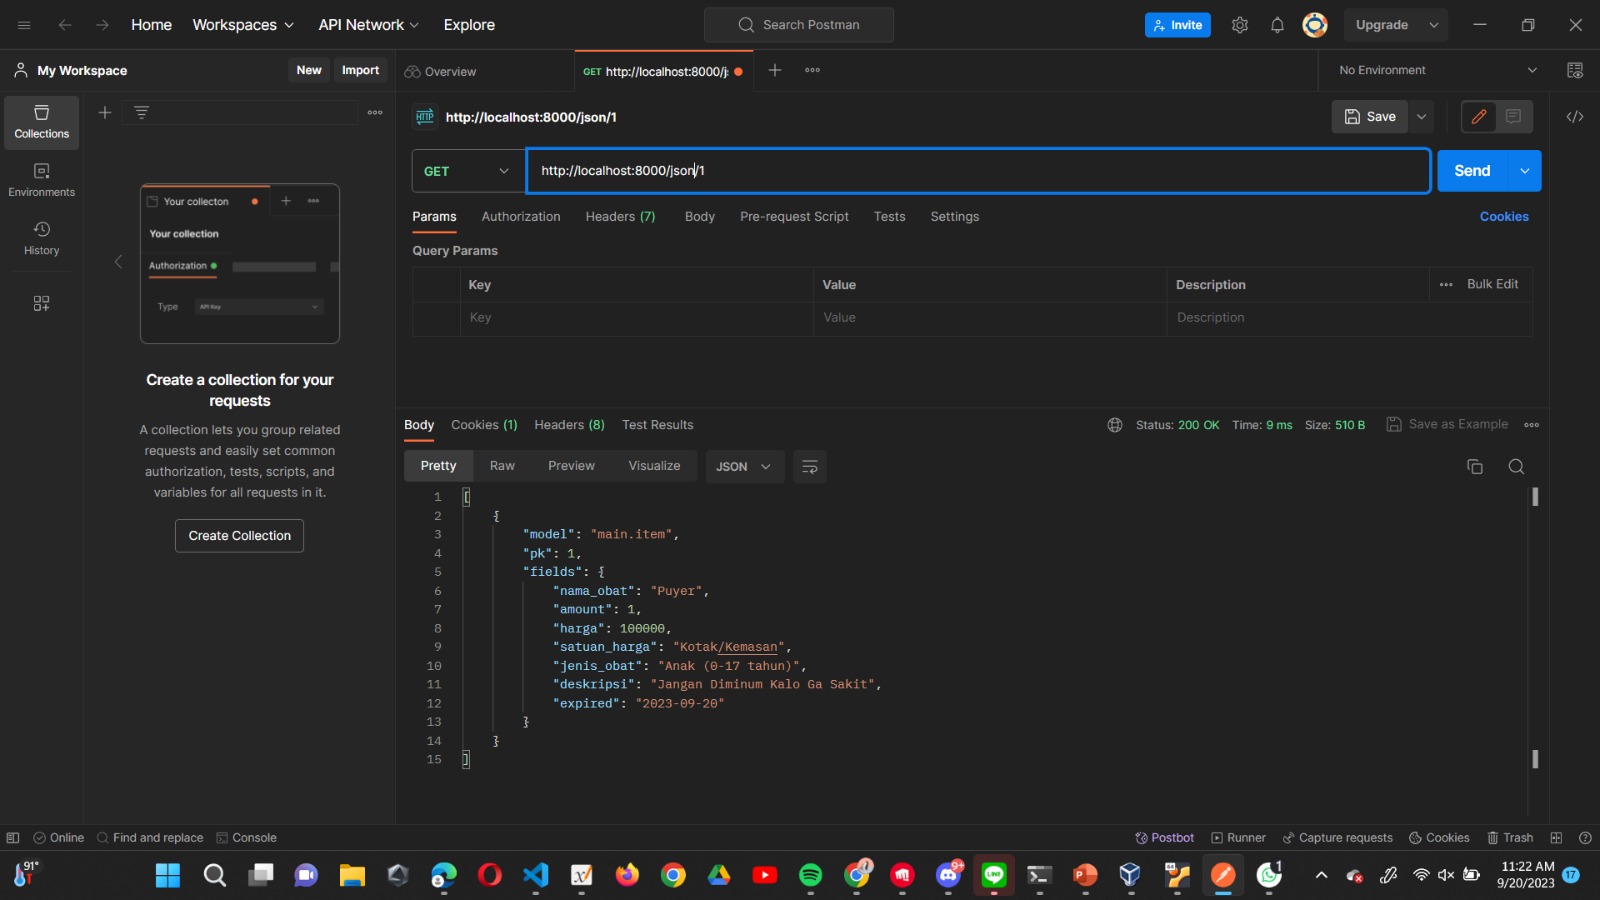 Home Workspaces API Network Explore Search Postman Invite Upgrade
My Workspace New Import Overview GET http://localhost:8000/j No Environment
Collections
Environments
History
Your collecton
Your collection
Authorization
Type API Key
Create a collection for your
requests
A collection lets you group related
requests and easily set common
authorization, tests, scripts, and
variables for all requests in it.
Create Collection
HTTP http://localhost:8000/json/1 Save
GET http://localhost:8000/json/1 Send
Params Authorization Headers (7) Body Pre-request Script Tests Settings Cookies
Query Params
Key Value Description Bulk Edit
Key Value Description
Body Cookies (1) Headers (8) Test Results Status: 200 OK Time: 9 ms Size: 510 B Save as Example
Pretty Raw Preview Visualize JSON
1 [
2 {
3 "model": "main.item",
4 "pk": 1,
5 "fields": {
6 "nama_obat": "Puyer",
7 "amount": 1,
8 "harga": 100000,
9 "satuan_harga": "Kotak/Kemasan",
10 "jenis_obat": "Anak (0-17 tahun)",
11 "deskripsi": "Jangan Diminum Kalo Ga Sakit",
12 "expired": "2023-09-20"
13 }
14 }
15 ]
Online Find and replace Console Postbot Runner Capture requests Cookies Trash
91° 9+ 1 11:22 AM
9/20/2023 17